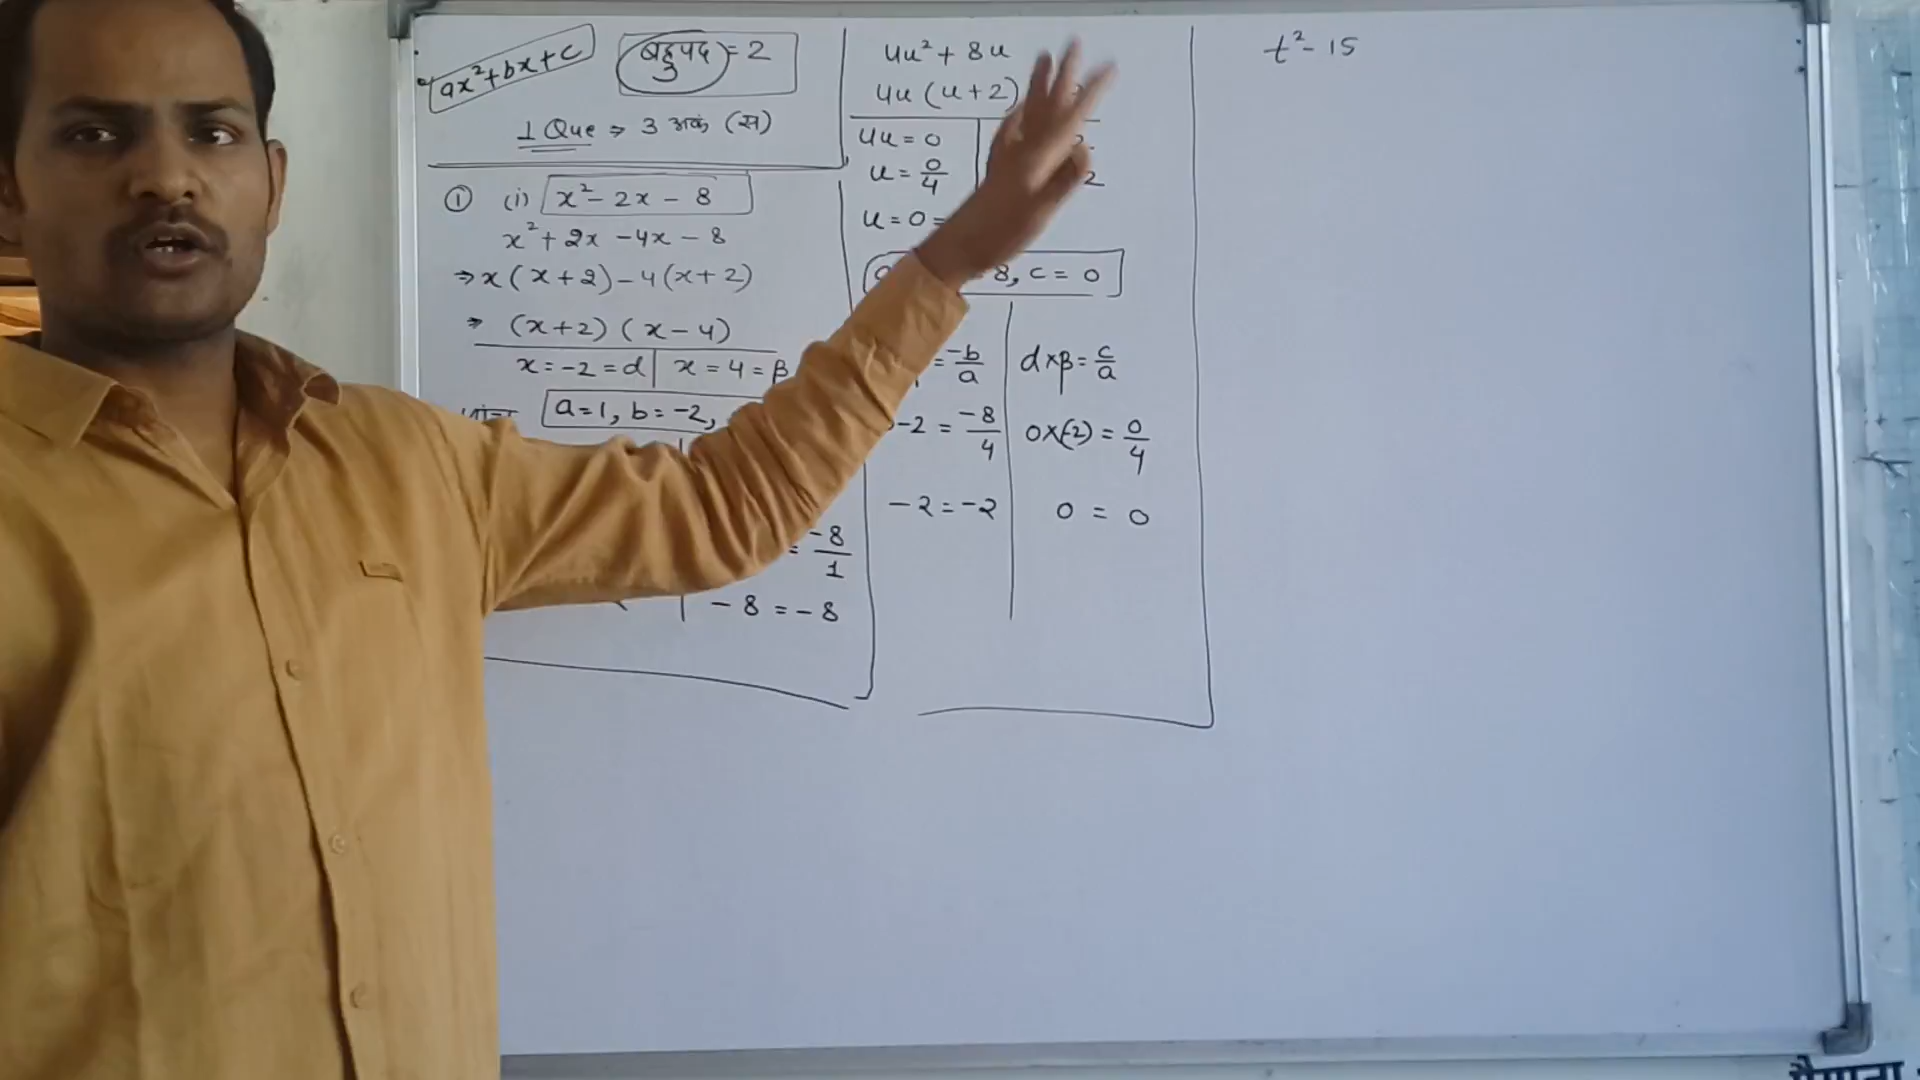 ax²+bx+c
बहुपद = 2
1 Que ⇒ 3 अंक (स)
① (i) x² - 2x - 8
x² + 2x - 4x - 8
⇒ x(x+2) - 4(x+2)
⇒ (x+2) (x-4)
x = -2 = α | x = 4 = β
a=1, b=-2,
= -8/1
-8 = -8
4u² + 8u
4u (u+2)
4u = 0
u = 0/4
2
u = 0 =
8, c = 0
= -b/a
α×β = c/a
-2 = -8/4
0×(-2) = 0/4
-2 = -2
0 = 0
t² - 15